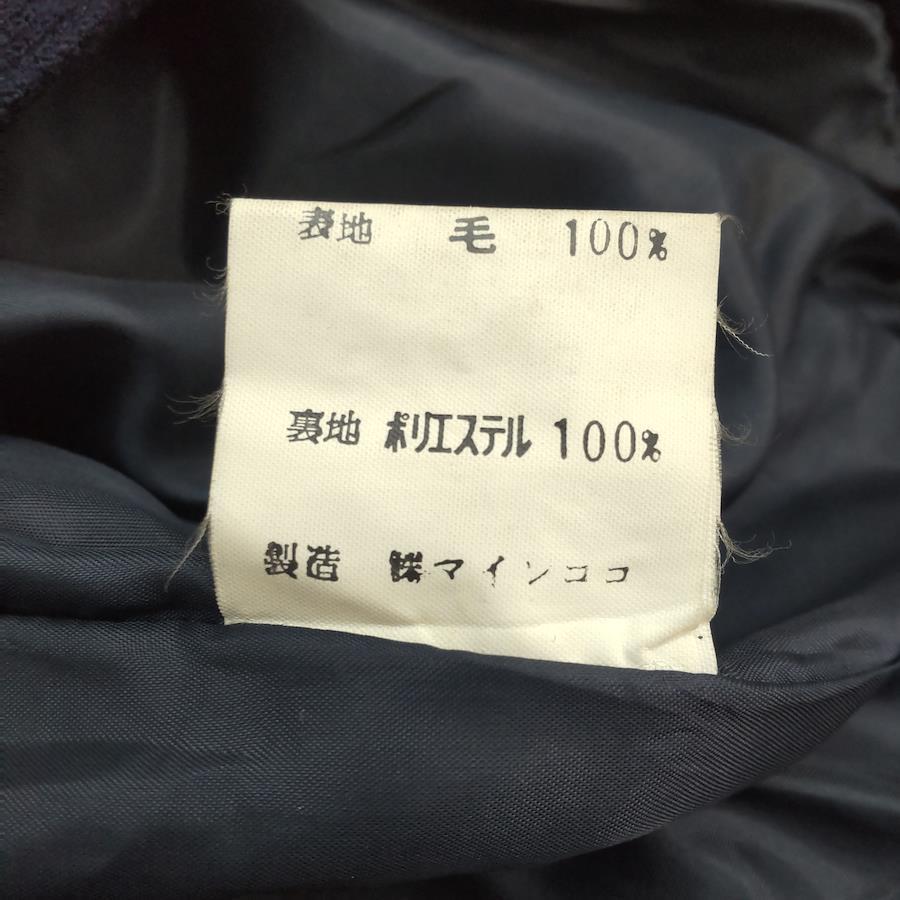 表地 毛 100%
裏地 ポリエステル 100%
製造 ㈱マインココ